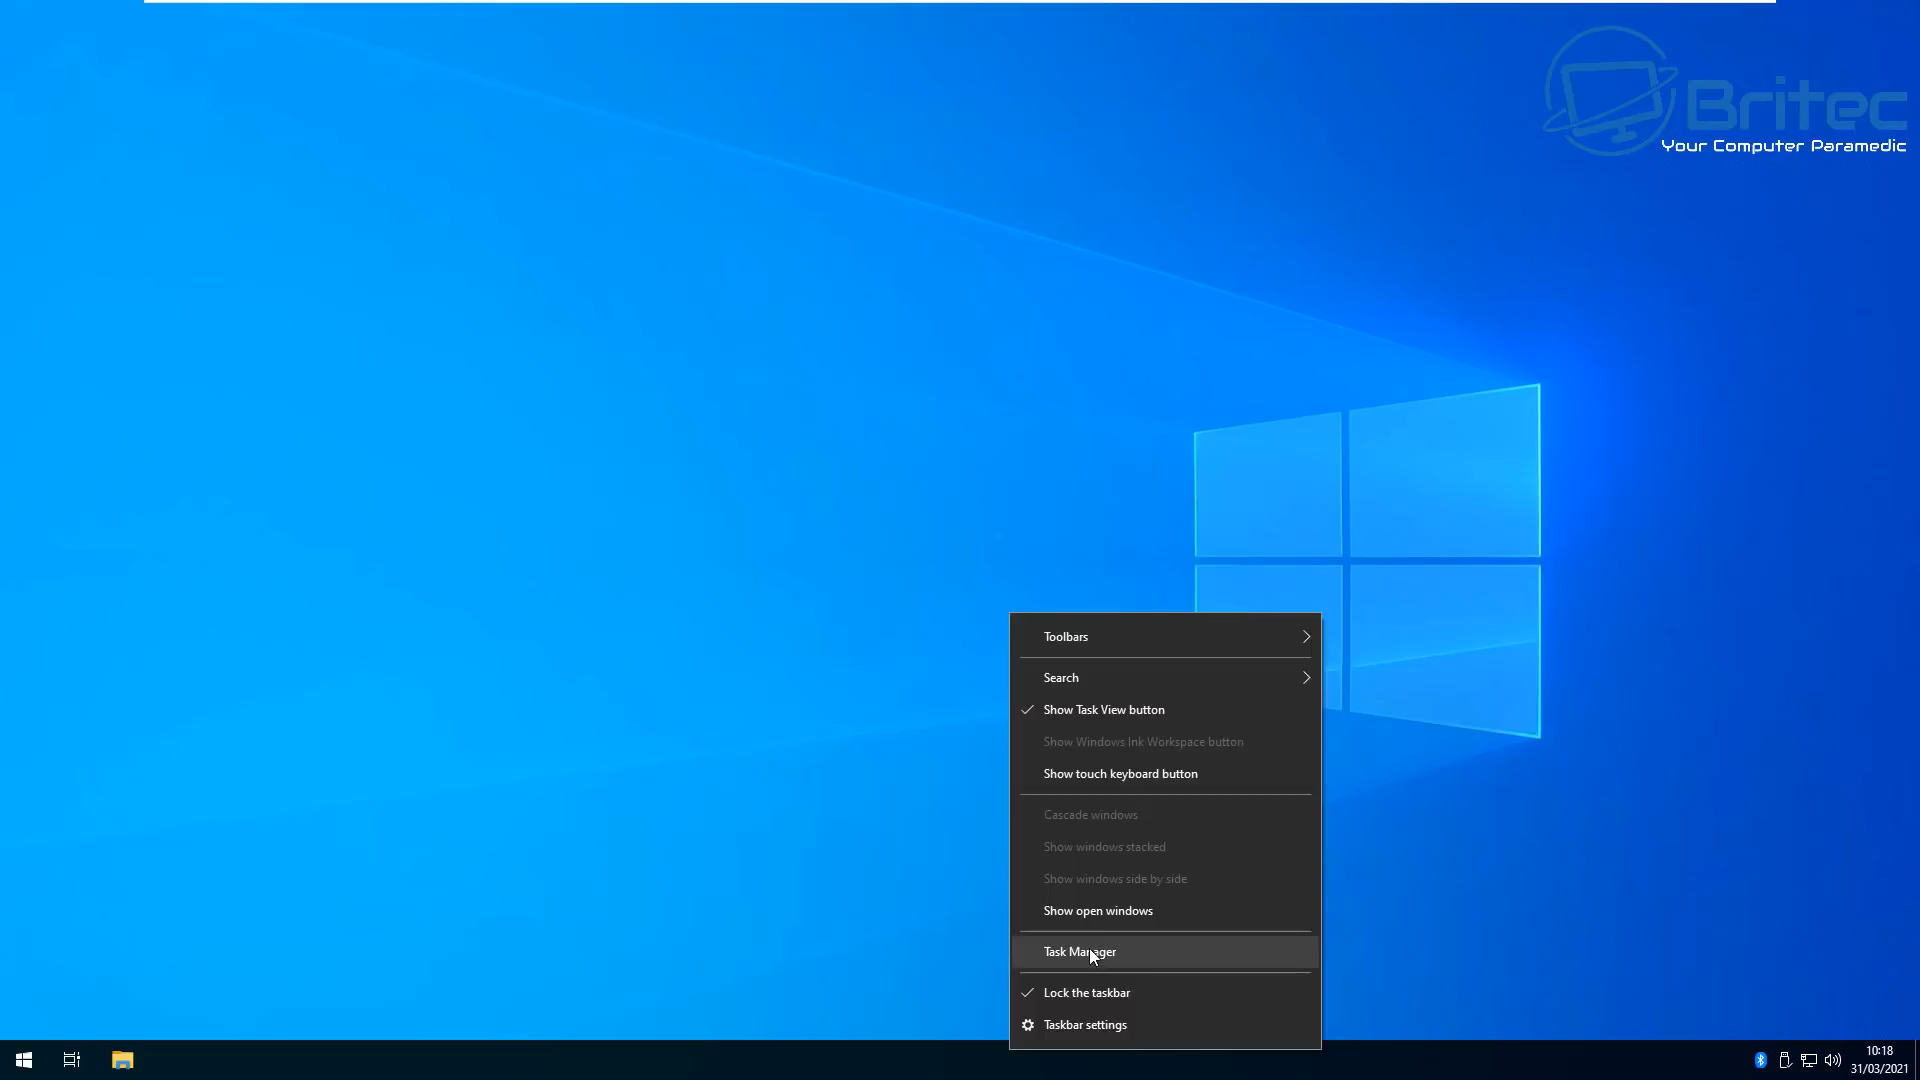 Britec
Your Computer Paramedic
Toolbars
Search
Show Task View button
Show Windows Ink Workspace button
Show touch keyboard button
Cascade windows
Show windows stacked
Show windows side by side
Show open windows
Task Manager
Lock the taskbar
Taskbar settings
10:18
31/03/2021